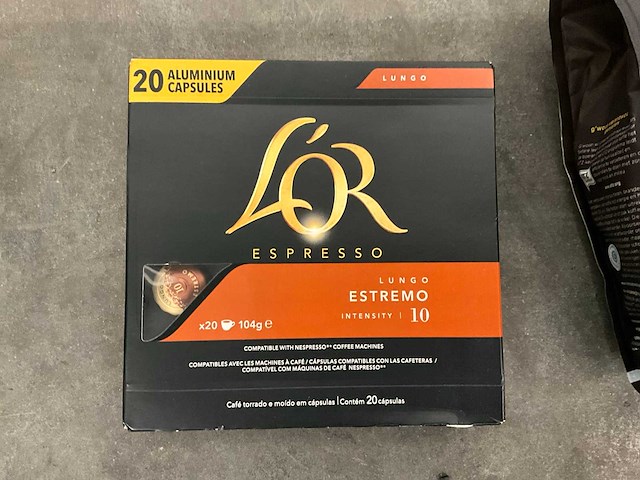 20 ALUMINIUM
CAPSULES
LUNGO
L'OR
ESPRESSO
LUNGO
ESTREMO
INTENSITY | 10
x20 104g ℮
COMPATIBLE WITH NESPRESSO** COFFEE MACHINES
COMPATIBLES AVEC LES MACHINES À CAFÉ / CÁPSULAS COMPATIBLES CON LAS CAFETERAS /
COMPATÍVEL COM MÁQUINAS DE CAFÉ NESPRESSO**
Café torrado e moído em cápsulas | Contém 20 cápsulas